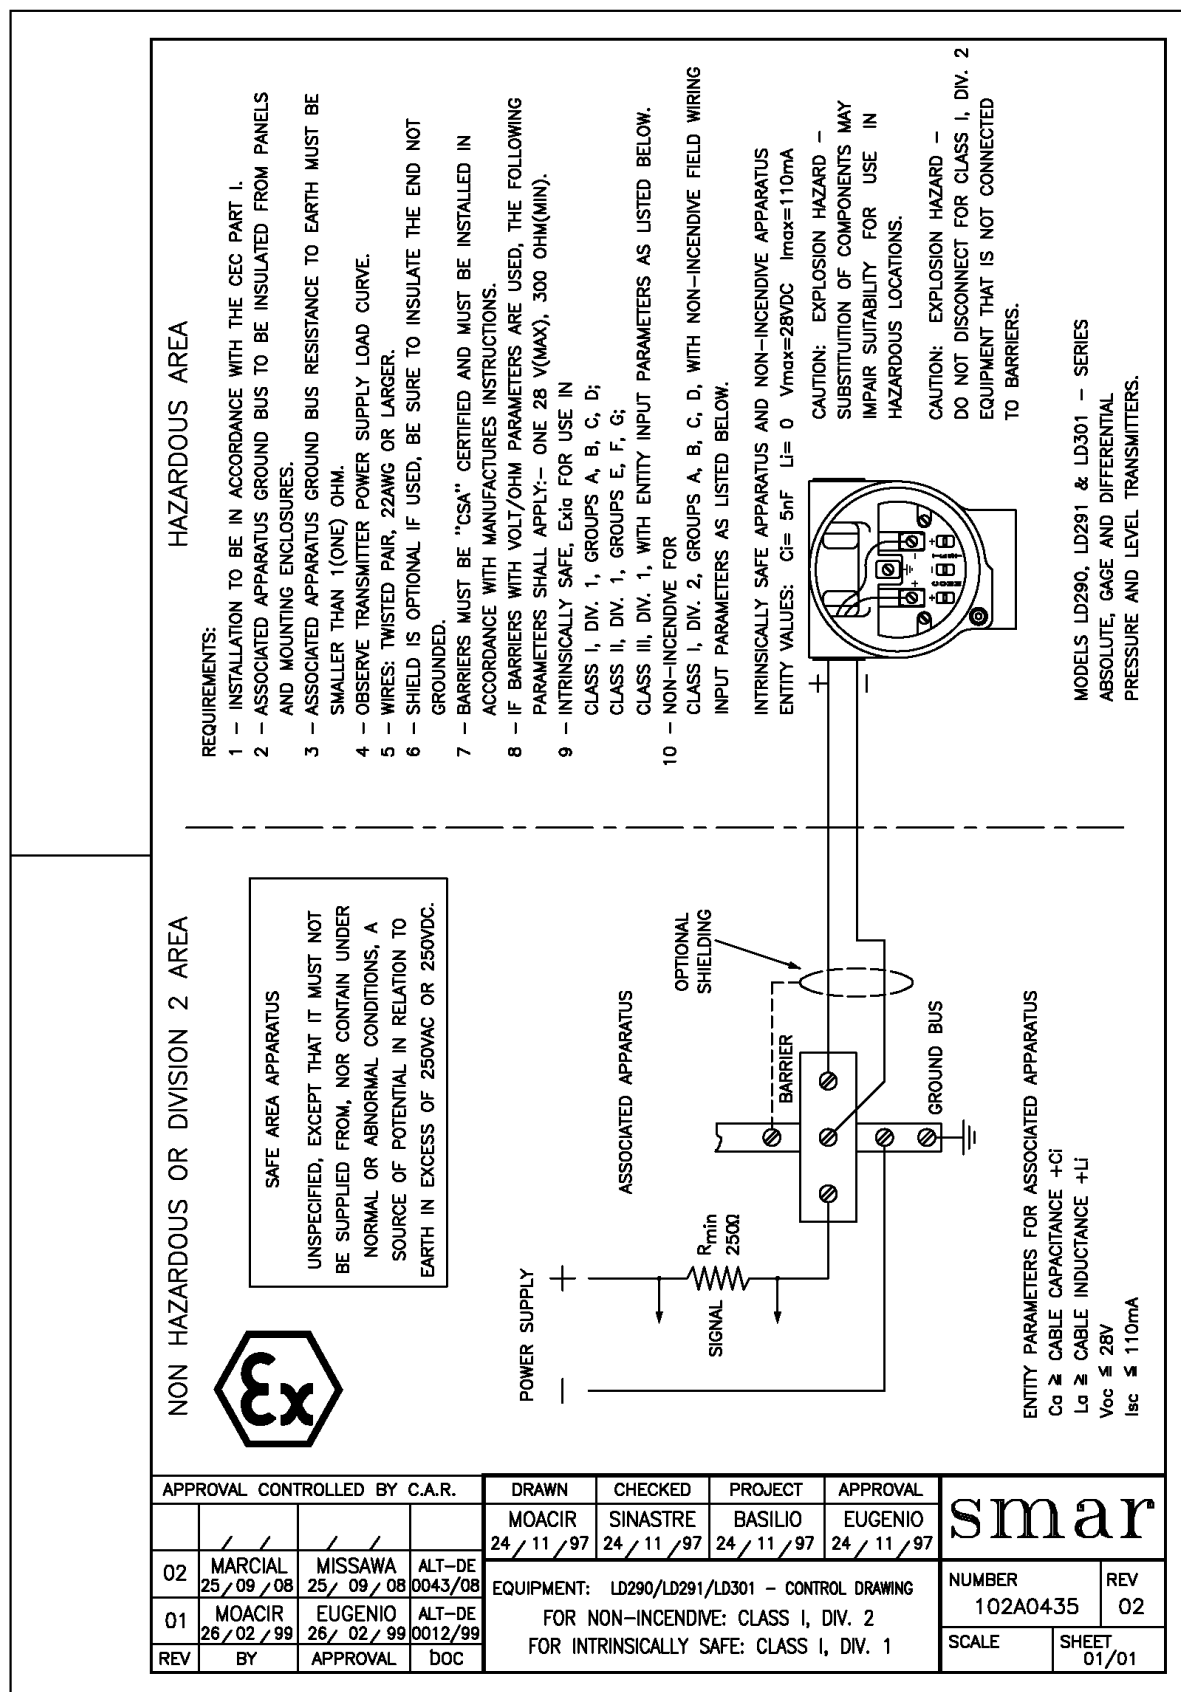 NON HAZARDOUS OR DIVISION 2 AREA
HAZARDOUS AREA
Ex
SAFE AREA APPARATUS
UNSPECIFIED, EXCEPT THAT IT MUST NOT
BE SUPPLIED FROM, NOR CONTAIN UNDER
NORMAL OR ABNORMAL CONDITIONS, A
SOURCE OF POTENTIAL IN RELATION TO
EARTH IN EXCESS OF 250VAC OR 250VDC.
REQUIREMENTS:
1 – INSTALLATION TO BE IN ACCORDANCE WITH THE CEC PART I.
2 – ASSOCIATED APPARATUS GROUND BUS TO BE INSULATED FROM PANELS
AND MOUNTING ENCLOSURES.
3 – ASSOCIATED APPARATUS GROUND BUS RESISTANCE TO EARTH MUST BE
SMALLER THAN 1(ONE) OHM.
4 – OBSERVE TRANSMITTER POWER SUPPLY LOAD CURVE.
5 – WIRES: TWISTED PAIR, 22AWG OR LARGER.
6 – SHIELD IS OPTIONAL IF USED, BE SURE TO INSULATE THE END NOT
GROUNDED.
7 – BARRIERS MUST BE "CSA" CERTIFIED AND MUST BE INSTALLED IN
ACCORDANCE WITH MANUFACTURES INSTRUCTIONS.
8 – IF BARRIERS WITH VOLT/OHM PARAMETERS ARE USED, THE FOLLOWING
PARAMETERS SHALL APPLY:– ONE 28 V(MAX), 300 OHM(MIN).
9 – INTRINSICALLY SAFE, Exia FOR USE IN
CLASS I, DIV. 1, GROUPS A, B, C, D;
CLASS II, DIV. 1, GROUPS E, F, G;
CLASS III, DIV. 1, WITH ENTITY INPUT PARAMETERS AS LISTED BELOW.
10 – NON–INCENDIVE FOR
CLASS I, DIV. 2, GROUPS A, B, C, D, WITH NON–INCENDIVE FIELD WIRING
INPUT PARAMETERS AS LISTED BELOW.
INTRINSICALLY SAFE APPARATUS AND NON–INCENDIVE APPARATUS
ENTITY VALUES: Ci= 5nF Li= 0 Vmax=28VDC Imax=110mA
CAUTION: EXPLOSION HAZARD –
SUBSTITUITION OF COMPONENTS MAY
IMPAIR SUITABILITY FOR USE IN
HAZARDOUS LOCATIONS.
CAUTION: EXPLOSION HAZARD –
DO NOT DISCONNECT FOR CLASS I, DIV. 2
EQUIPMENT THAT IS NOT CONNECTED
TO BARRIERS.
MODELS LD290, LD291 & LD301 – SERIES
ABSOLUTE, GAGE AND DIFFERENTIAL
PRESSURE AND LEVEL TRANSMITTERS.
POWER SUPPLY
– +
SIGNAL
Rmin
250Ω
ASSOCIATED APPARATUS
BARRIER
OPTIONAL
SHIELDING
GROUND BUS
+
–
ENTITY PARAMETERS FOR ASSOCIATED APPARATUS
Ca ≥ CABLE CAPACITANCE +Ci
La ≥ CABLE INDUCTANCE +Li
Voc ≤ 28V
Isc ≤ 110mA
APPROVAL CONTROLLED BY C.A.R.
/ / / /
02 MARCIAL 25/09/08 MISSAWA 25/09/08 ALT–DE 0043/08
01 MOACIR 26/02/99 EUGENIO 26/02/99 ALT–DE 0012/99
REV BY APPROVAL DOC
DRAWN CHECKED PROJECT APPROVAL
MOACIR SINASTRE BASILIO EUGENIO
24/11/97 24/11/97 24/11/97 24/11/97
EQUIPMENT: LD290/LD291/LD301 – CONTROL DRAWING
FOR NON–INCENDIVE: CLASS I, DIV. 2
FOR INTRINSICALLY SAFE: CLASS I, DIV. 1
smar
NUMBER
102A0435
REV
02
SCALE
SHEET
01/01